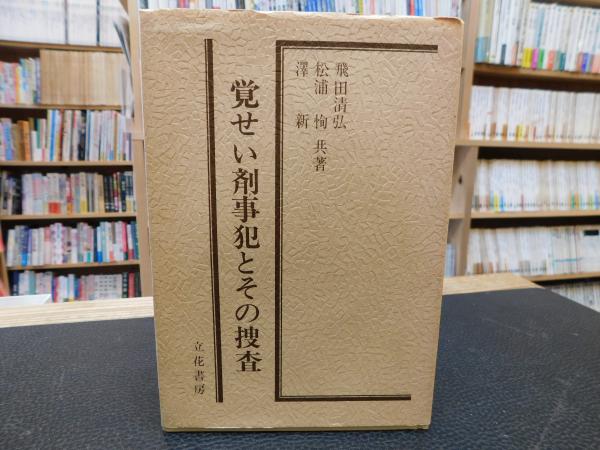 飛田清弘
松浦恂 共著
澤新
覚せい剤事犯とその捜査
立花書房